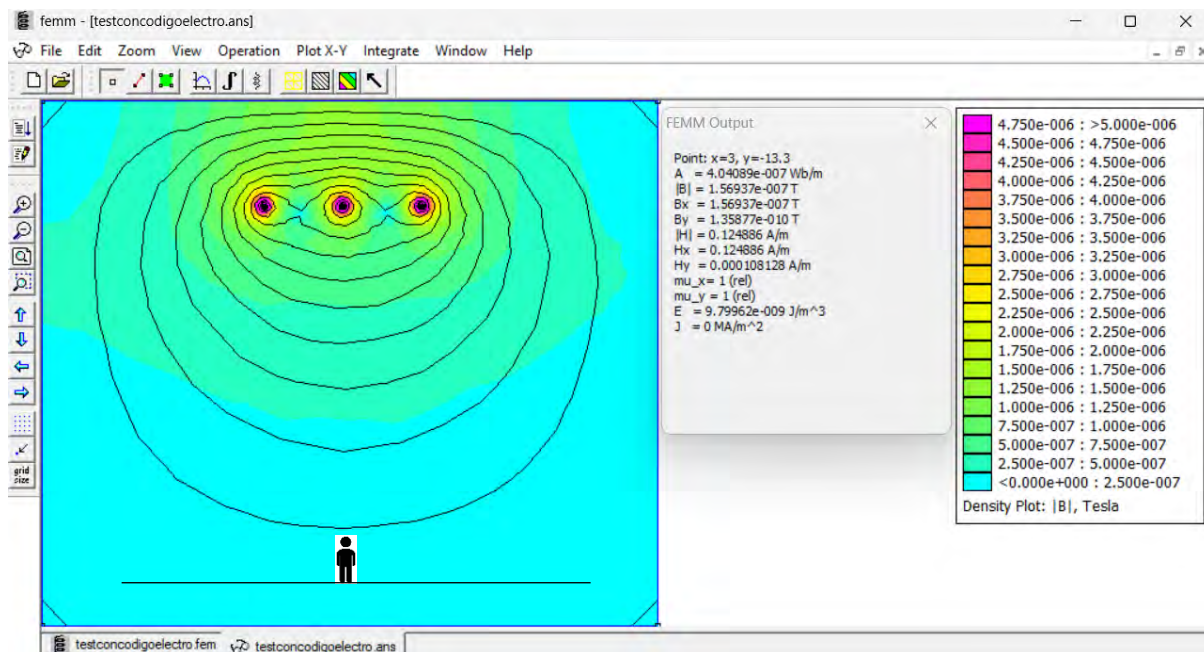 femm - [testconcodigoelectro.ans]
File Edit Zoom View Operation Plot X-Y Integrate Window Help
FEMM Output
Point: x=3, y=-13.3
A = 4.04089e-007 Wb/m
|B| = 1.56937e-007 T
Bx = 1.56937e-007 T
By = 1.35877e-010 T
|H| = 0.124886 A/m
Hx = 0.124886 A/m
Hy = 0.000108128 A/m
mu_x= 1 (rel)
mu_y = 1 (rel)
E = 9.79962e-009 J/m^3
J = 0 MA/m^2
4.750e-006 : >5.000e-006
4.500e-006 : 4.750e-006
4.250e-006 : 4.500e-006
4.000e-006 : 4.250e-006
3.750e-006 : 4.000e-006
3.500e-006 : 3.750e-006
3.250e-006 : 3.500e-006
3.000e-006 : 3.250e-006
2.750e-006 : 3.000e-006
2.500e-006 : 2.750e-006
2.250e-006 : 2.500e-006
2.000e-006 : 2.250e-006
1.750e-006 : 2.000e-006
1.500e-006 : 1.750e-006
1.250e-006 : 1.500e-006
1.000e-006 : 1.250e-006
7.500e-007 : 1.000e-006
5.000e-007 : 7.500e-007
2.500e-007 : 5.000e-007
<0.000e+000 : 2.500e-007
Density Plot: |B|, Tesla
grid
size
testconcodigoelectro.fem testconcodigoelectro.ans